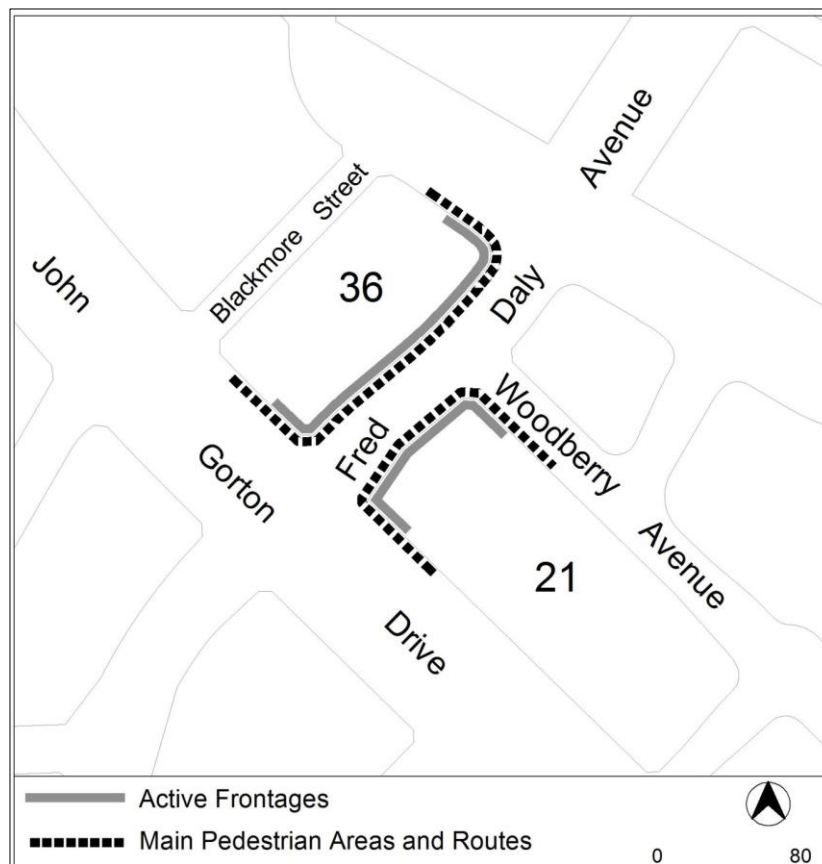 Avenue
Blackmore Street
John
36
Daly
Woodberry
Fred
Gorton
Avenue
21
Drive
Active Frontages
Main Pedestrian Areas and Routes
0 80